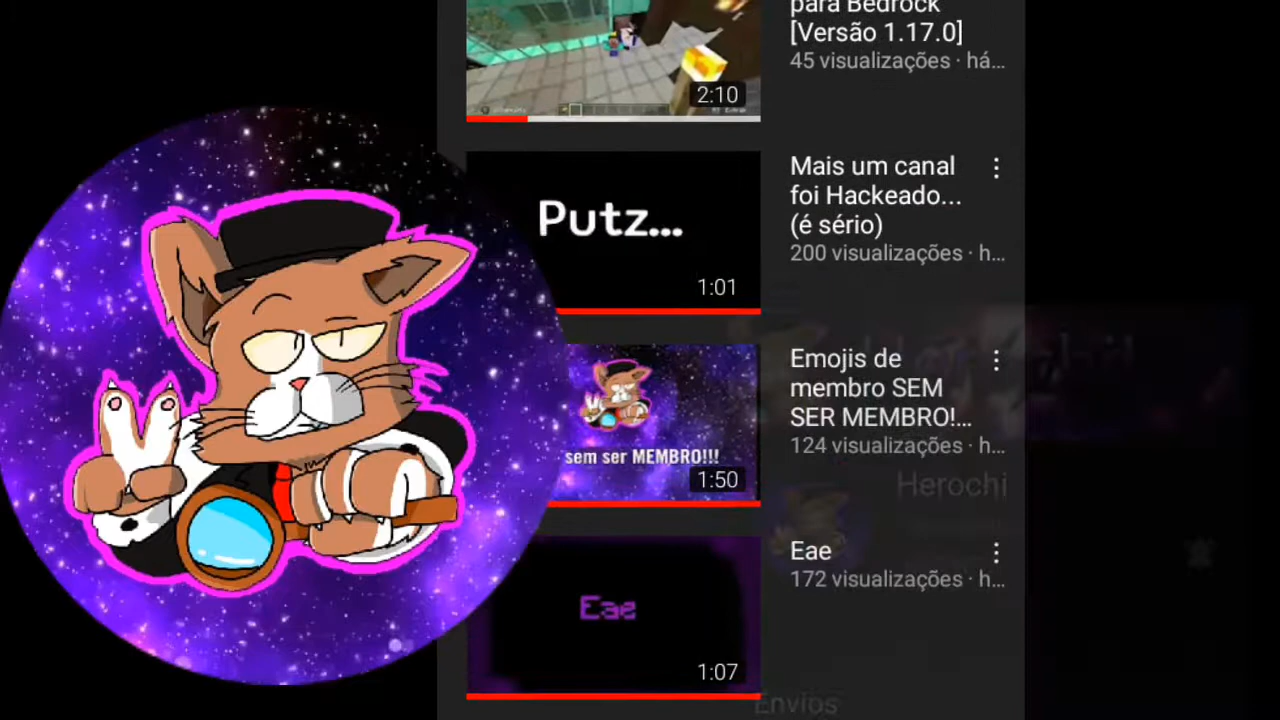 para Bedrock
[Versão 1.17.0]
45 visualizações · há...
2:10
Mais um canal
foi Hackeado...
(é sério)
200 visualizações · h...
Putz...
1:01
Emojis de
membro SEM
SER MEMBRO!...
124 visualizações · h...
sem ser MEMBRO!!!
1:50
Herochi
Eae
172 visualizações · h...
Eae
1:07
Envios